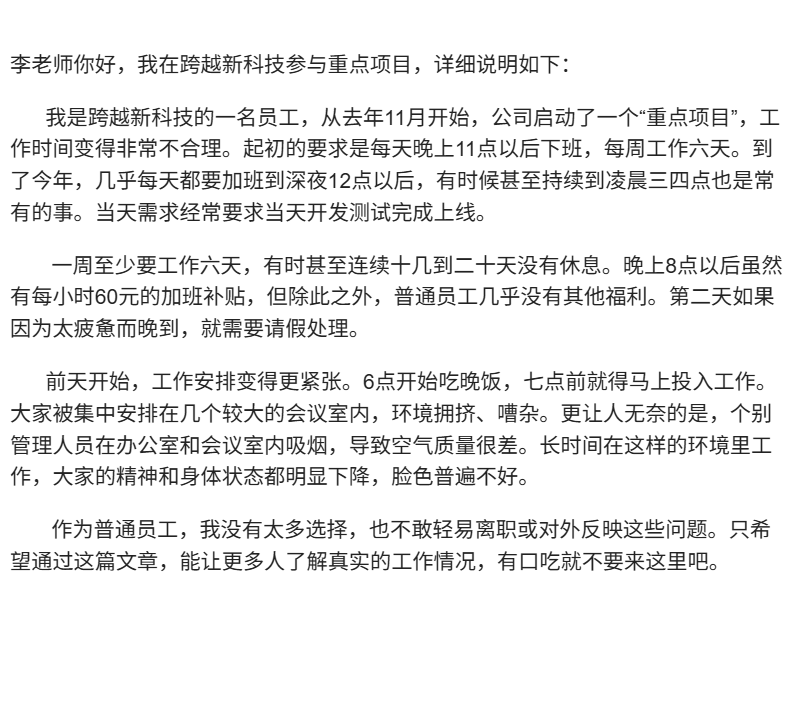 李老师你好，我在跨越新科技参与重点项目，详细说明如下：
我是跨越新科技的一名员工，从去年11月开始，公司启动了一个“重点项目”，工
作时间变得非常不合理。起初的要求是每天晚上11点以后下班，每周工作六天。到
了今年，几乎每天都要加班到深夜12点以后，有时候甚至持续到凌晨三四点也是常
有的事。当天需求经常要求当天开发测试完成上线。
一周至少要工作六天，有时甚至连续十几到二十天没有休息。晚上8点以后虽然
有每小时60元的加班补贴，但除此之外，普通员工几乎没有其他福利。第二天如果
因为太疲惫而晚到，就需要请假处理。
前天开始，工作安排变得更紧张。6点开始吃晚饭，七点前就得马上投入工作。
大家被集中安排在几个较大的会议室内，环境拥挤、嘈杂。更让人无奈的是，个别
管理人员在办公室和会议室内吸烟，导致空气质量很差。长时间在这样的环境里工
作，大家的精神和身体状态都明显下降，脸色普遍不好。
作为普通员工，我没有太多选择，也不敢轻易离职或对外反映这些问题。只希
望通过这篇文章，能让更多人了解真实的工作情况，有口吃就不要来这里吧。